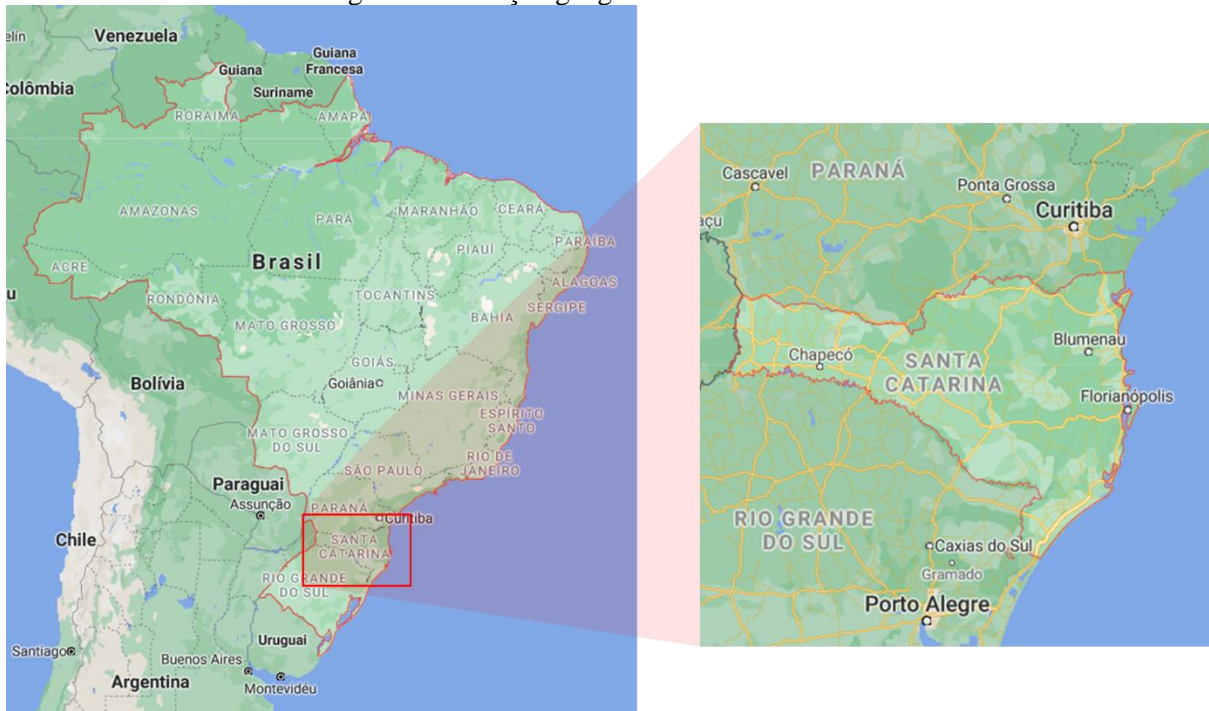 Venezuela
Guiana
Guiana
Francesa
Suriname
RORAIMA
AMAPÁ
AMAZONAS
PARÁ
MARANHÃO
CEARÁ
PIAUÍ
PARAÍBA
ACRE
Brasil
ALAGOAS
SERGIPE
RONDÔNIA
TOCANTINS
BAHIA
MATO GROSSO
GOIÁS
Goiânia
Bolívia
MINAS GERAIS
ESPÍRITO
SANTO
MATO GROSSO
DO SUL
SÃO PAULO
RIO DE
JANEIRO
Paraguai
Assunção
PARANÁ
Curitiba
Chile
SANTA
CATARINA
RIO GRANDE
DO SUL
Uruguai
Santiago
Buenos Aires
Montevidéu
Argentina
Cascavel
PARANÁ
Ponta Grossa
Curitiba
Blumenau
Chapecó
SANTA
CATARINA
Florianópolis
RIO GRANDE
DO SUL
Caxias do Sul
Gramado
Porto Alegre